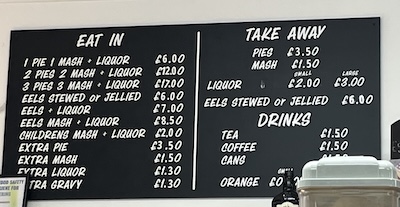 EAT IN
1 PIE 1 MASH + LIQUOR £6.00
2 PIES 2 MASH + LIQUOR £12.00
3 PIES 3 MASH + LIQUOR £17.00
EELS STEWED or JELLIED £6.00
EELS + LIQUOR £7.00
EELS MASH + LIQUOR £8.50
CHILDRENS MASH + LIQUOR £2.00
EXTRA PIE £3.50
EXTRA MASH £1.50
EXTRA LIQUOR £1.30
EXTRA GRAVY £1.30
TAKE AWAY
PIES £3.50
MASH £1.50
SMALL LARGE
LIQUOR £2.00 £3.00
EELS STEWED or JELLIED £6.00
DRINKS
TEA £1.50
COFFEE £1.50
CANS
ORANGE